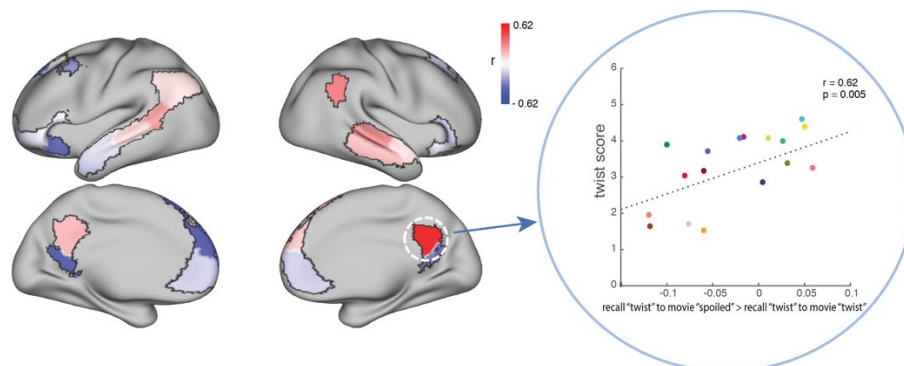 0.62
r
- 0.62
r = 0.62
p = 0.005
twist score
6
5
4
3
2
1
0
-0.1
-0.05
0
0.05
0.1
recall "twist" to movie "spoiled" > recall "twist" to movie "twist"